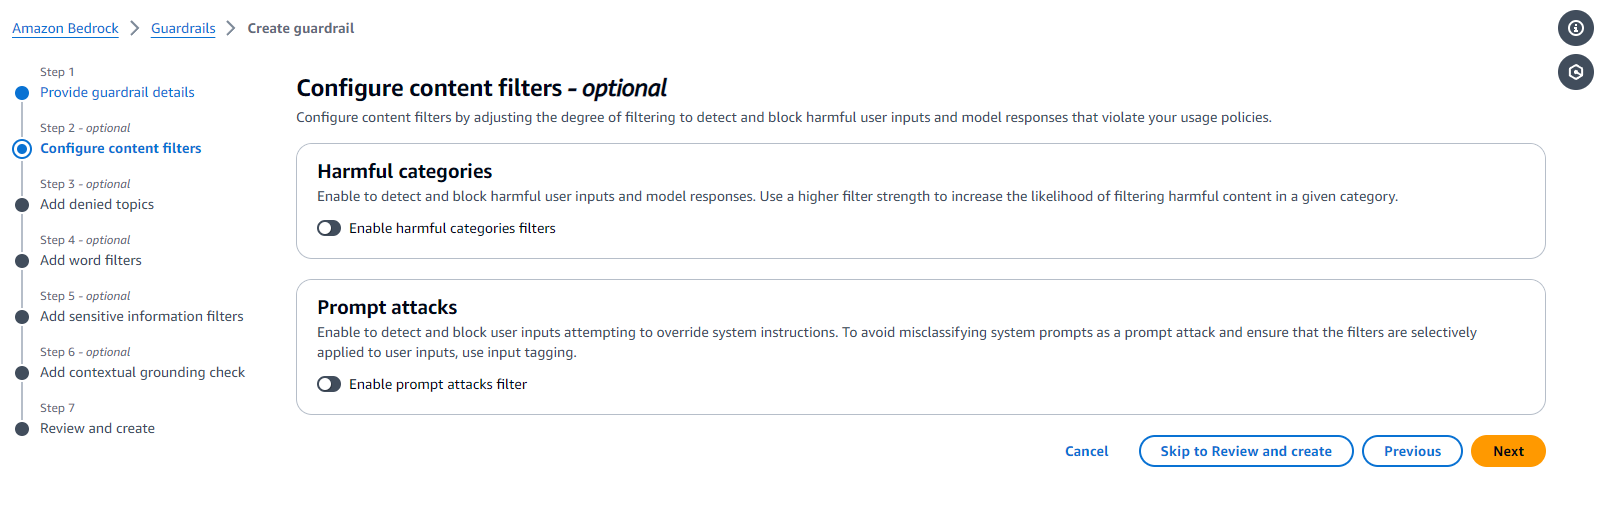 Amazon Bedrock > Guardrails > Create guardrail
Step 1
Provide guardrail details
Step 2 - optional
Configure content filters
Step 3 - optional
Add denied topics
Step 4 - optional
Add word filters
Step 5 - optional
Add sensitive information filters
Step 6 - optional
Add contextual grounding check
Step 7
Review and create
Configure content filters - optional
Configure content filters by adjusting the degree of filtering to detect and block harmful user inputs and model responses that violate your usage policies.
Harmful categories
Enable to detect and block harmful user inputs and model responses. Use a higher filter strength to increase the likelihood of filtering harmful content in a given category.
Enable harmful categories filters
Prompt attacks
Enable to detect and block user inputs attempting to override system instructions. To avoid misclassifying system prompts as a prompt attack and ensure that the filters are selectively
applied to user inputs, use input tagging.
Enable prompt attacks filter
Cancel
Skip to Review and create
Previous
Next